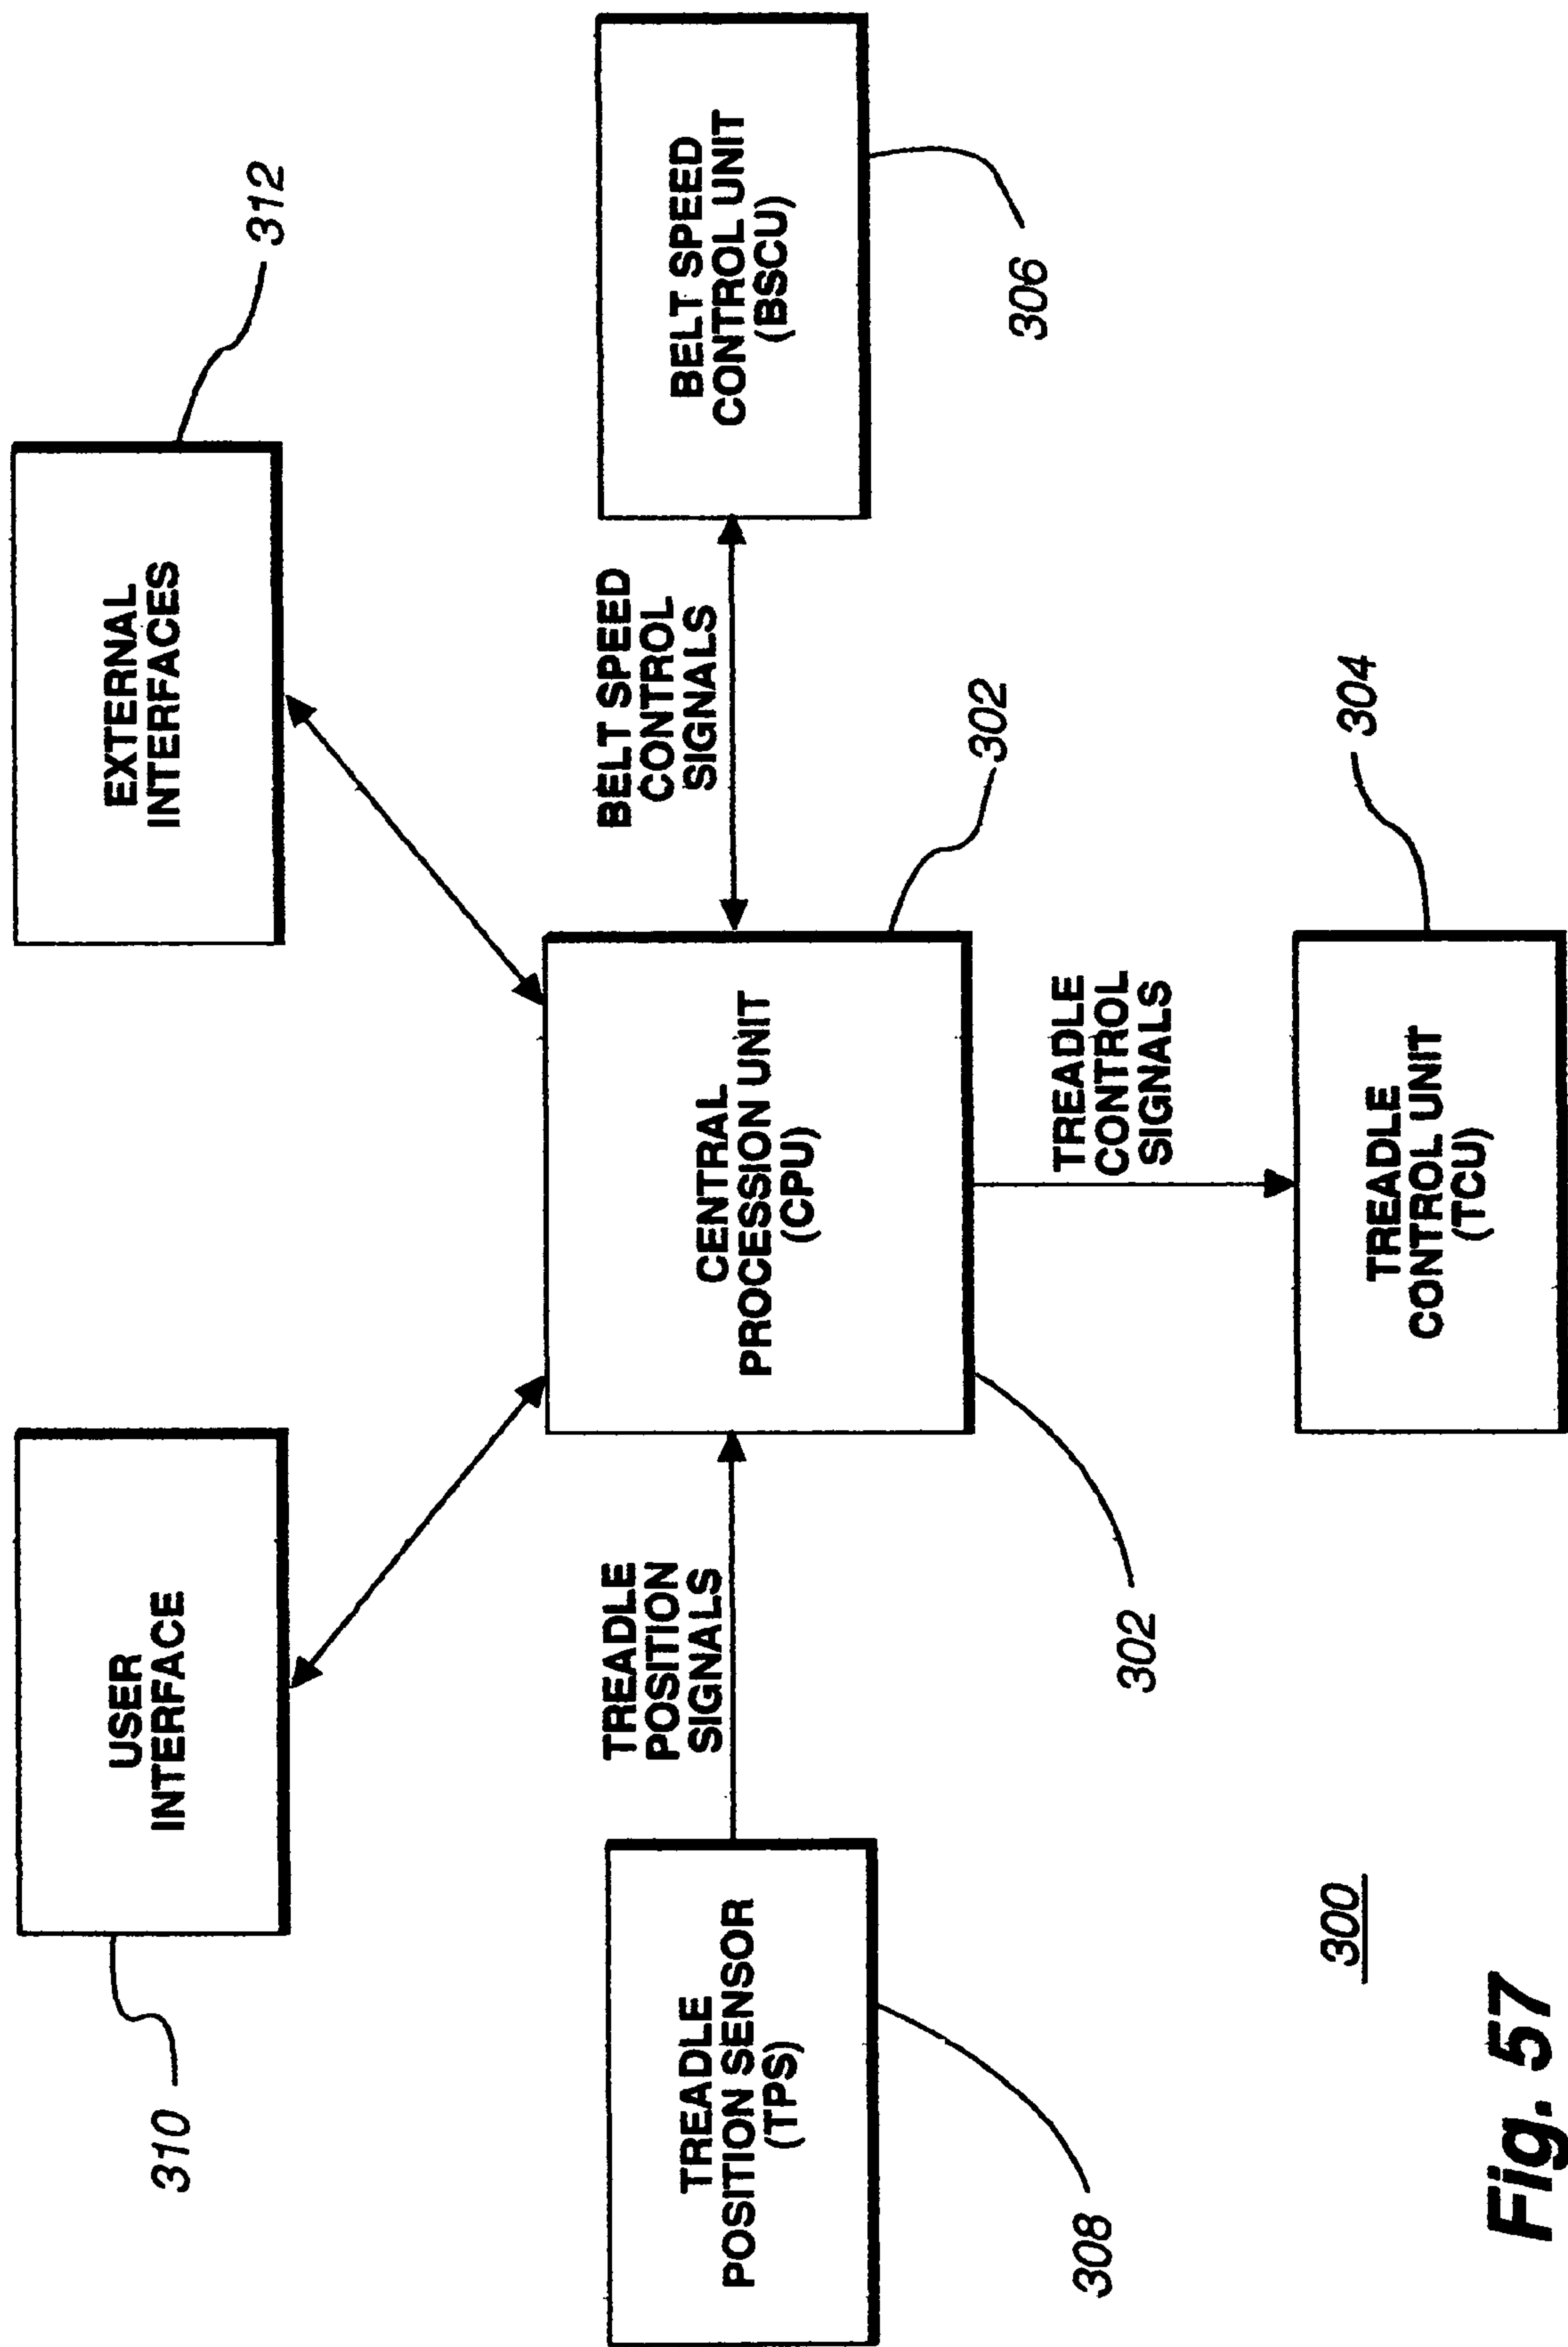 USER
INTERFACE
310
EXTERNAL
INTERFACES
312
TREADLE
POSITION SENSOR
(TPS)
308
TREADLE
POSITION
SIGNALS
CENTRAL
PROCESSION UNIT
(CPU)
302
302
BELT SPEED
CONTROL
SIGNALS
BELT SPEED
CONTROL UNIT
(BSCU)
306
TREADLE
CONTROL
SIGNALS
TREADLE
CONTROL UNIT
(TCU)
304
300
Fig. 57